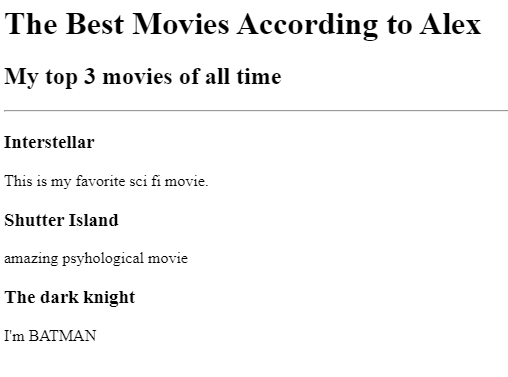 The Best Movies According to Alex
My top 3 movies of all time
Interstellar
This is my favorite sci fi movie.
Shutter Island
amazing psyhological movie
The dark knight
I'm BATMAN